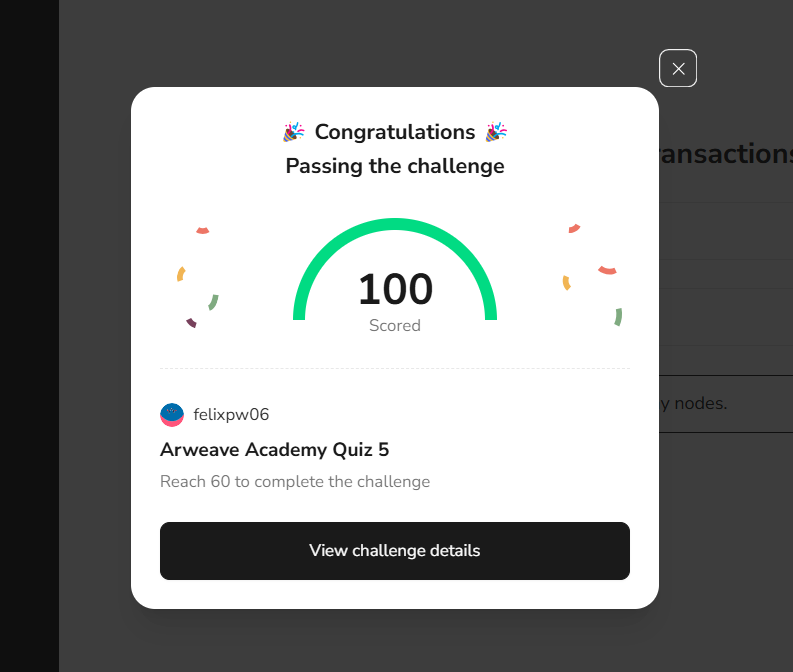 Congratulations
Passing the challenge
ransactions
100
Scored
y nodes.
felixpw06
Arweave Academy Quiz 5
Reach 60 to complete the challenge
View challenge details